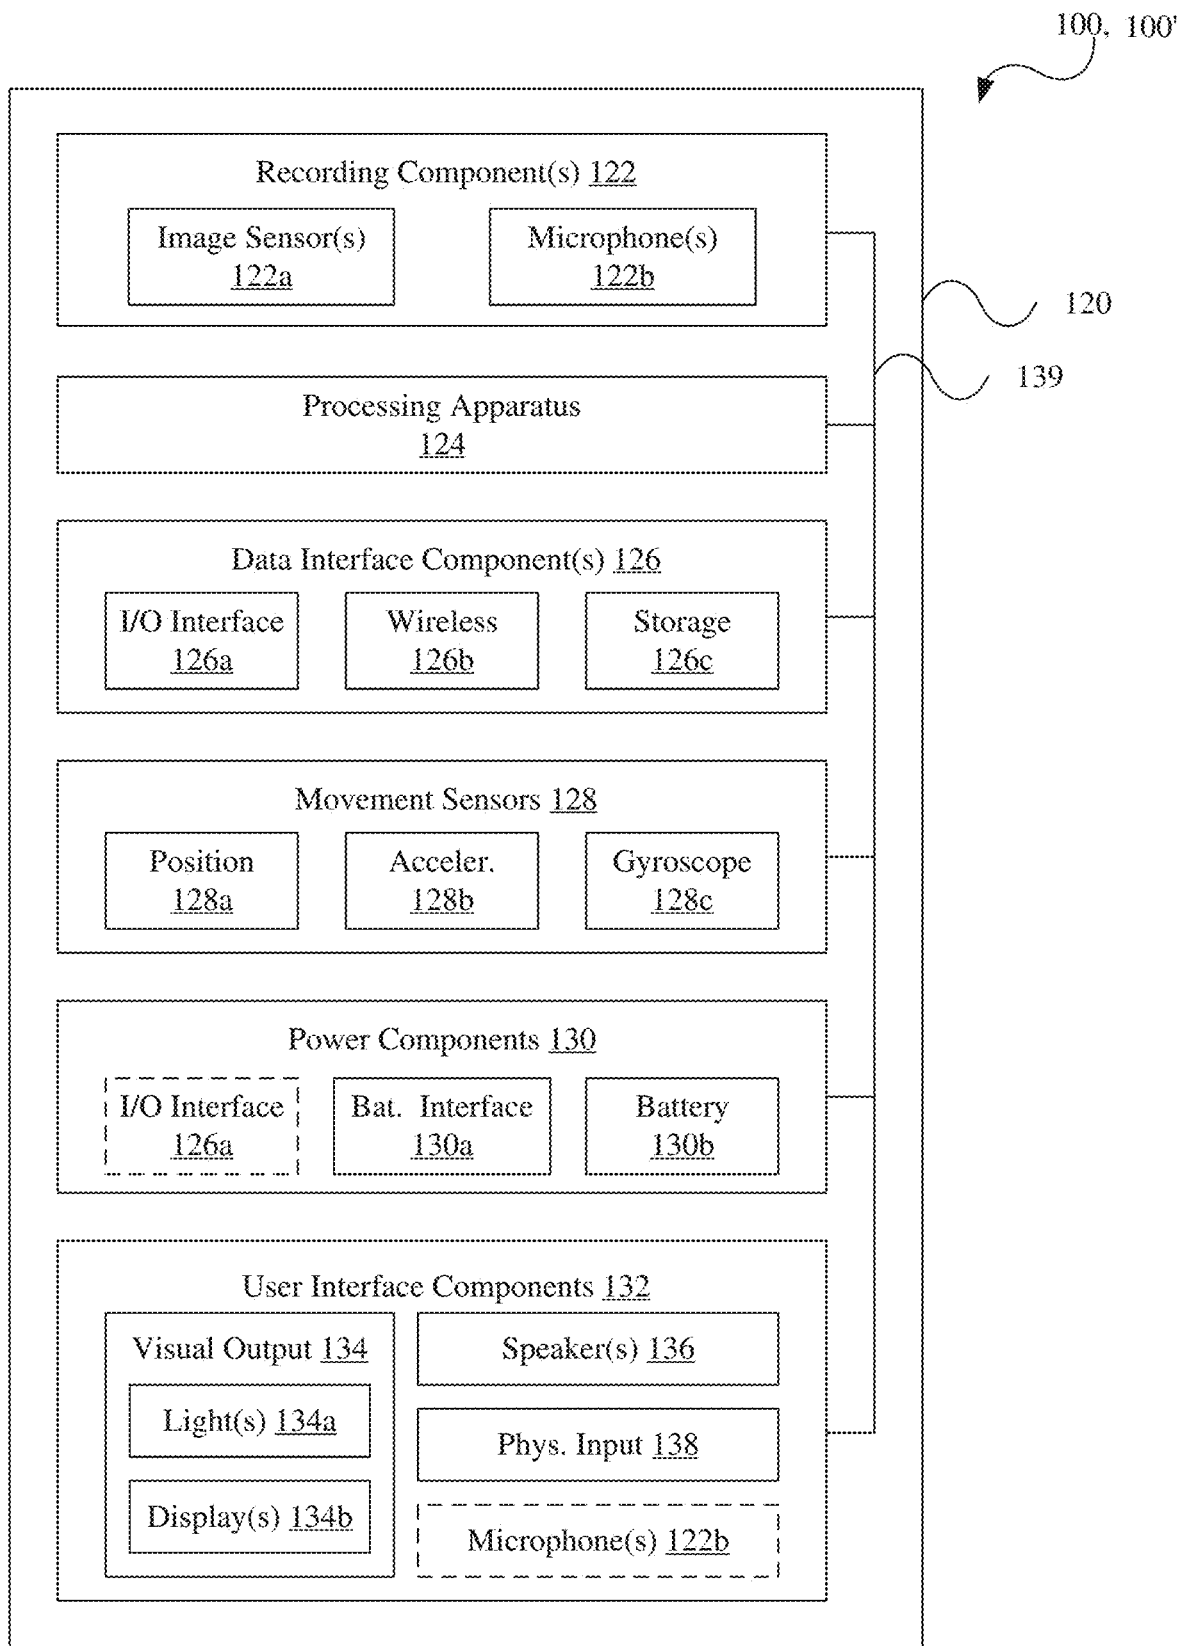 100, 100'
Recording Component(s) 122
Image Sensor(s)
122a
Microphone(s)
122b
120
139
Processing Apparatus
124
Data Interface Component(s) 126
I/O Interface
126a
Wireless
126b
Storage
126c
Movement Sensors 128
Position
128a
Acceler.
128b
Gyroscope
128c
Power Components 130
I/O Interface
126a
Bat. Interface
130a
Battery
130b
User Interface Components 132
Visual Output 134
Light(s) 134a
Display(s) 134b
Speaker(s) 136
Phys. Input 138
Microphone(s) 122b